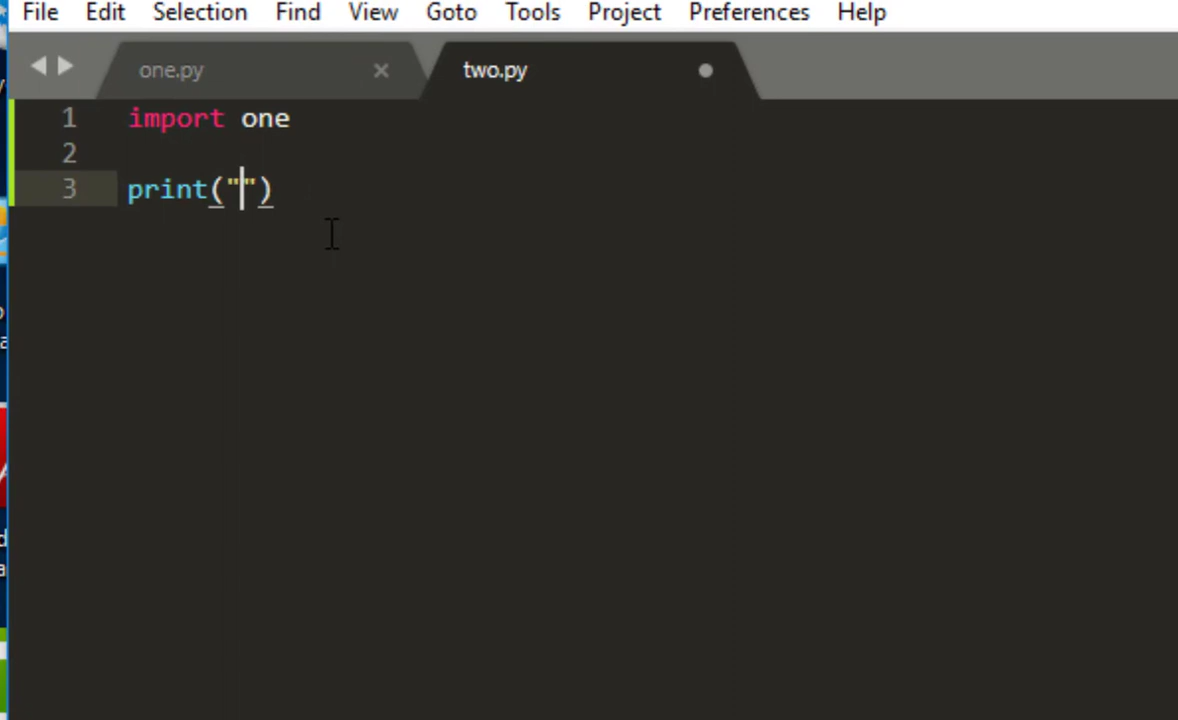 File Edit Selection Find View Goto Tools Project Preferences Help
one.py two.py
1 import one
2
3 print("")